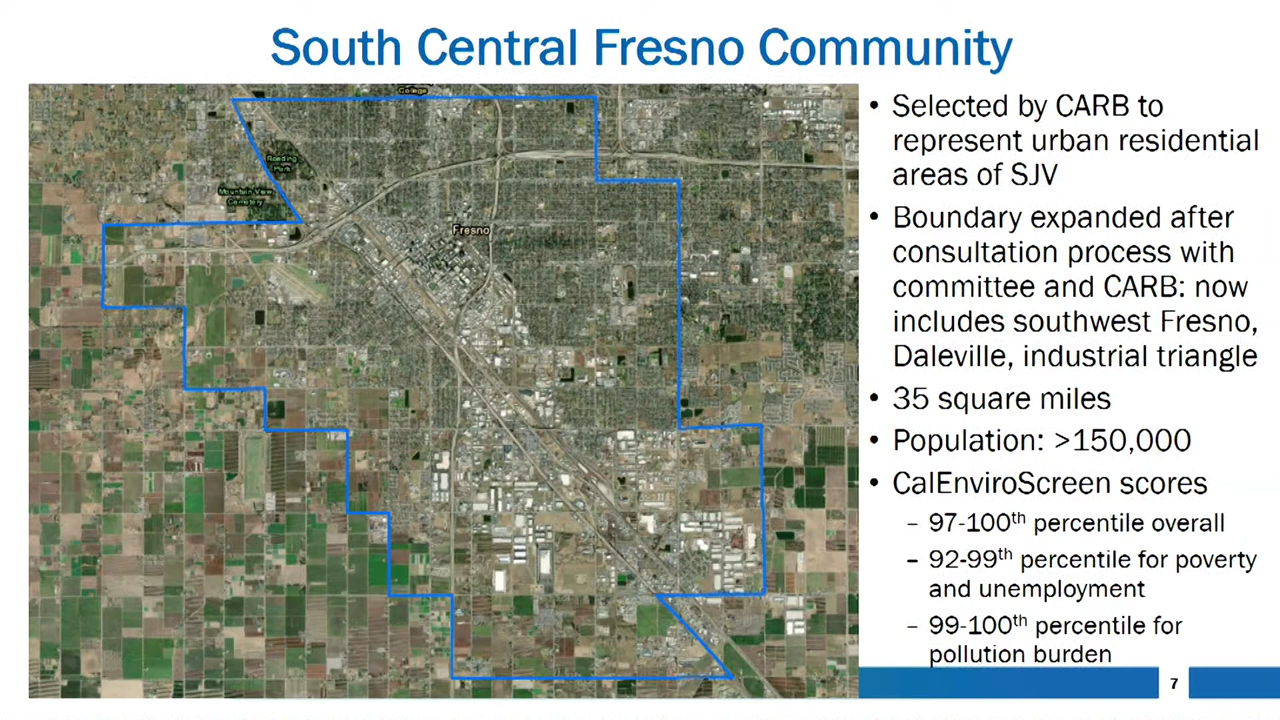 South Central Fresno Community
College
Roeding
Park
Mountain View
Cemetery
Fresno
• Selected by CARB to
represent urban residential
areas of SJV
• Boundary expanded after
consultation process with
committee and CARB: now
includes southwest Fresno,
Daleville, industrial triangle
• 35 square miles
• Population: >150,000
• CalEnviroScreen scores
– 97-100th percentile overall
– 92-99th percentile for poverty
and unemployment
– 99-100th percentile for
pollution burden
7